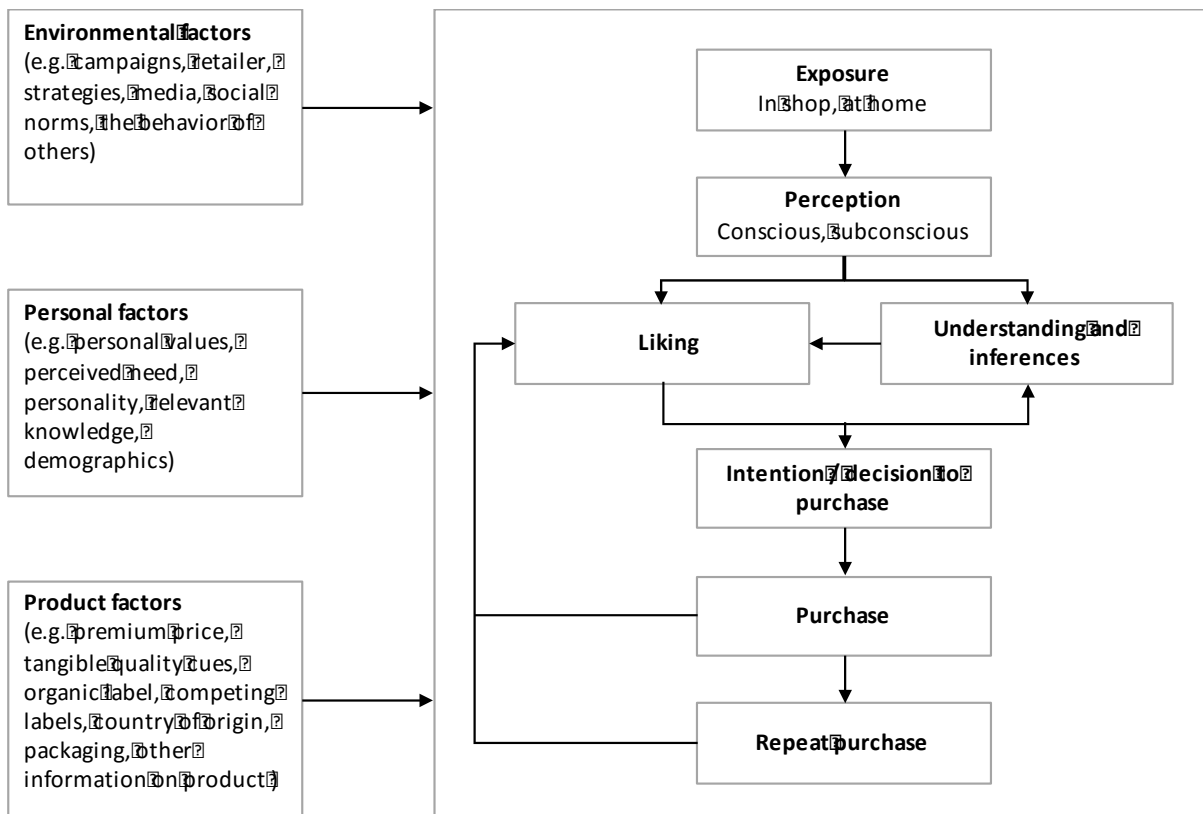 Environmental factors
(e.g. campaigns, retailer,
strategies, media, social
norms, the behavior of
others)
Personal factors
(e.g. personal values,
perceived need,
personality, relevant
knowledge,
demographics)
Product factors
(e.g. premium price,
tangible quality cues,
organic label, competing
labels, country of origin,
packaging, other
information on product )
Exposure
In shop, at home
Perception
Conscious, subconscious
Liking
Understanding and
inferences
Intention / decision to
purchase
Purchase
Repeat purchase